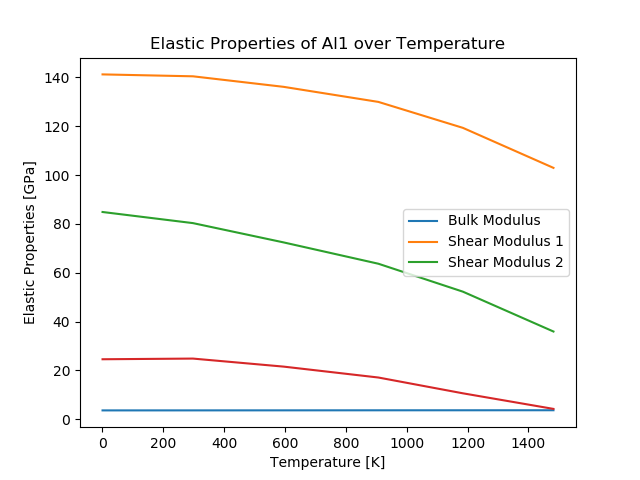 Elastic Properties of Al1 over Temperature
Elastic Properties [GPa]
140
120
100
80
60
40
20
0
Bulk Modulus
Shear Modulus 1
Shear Modulus 2
0 200 400 600 800 1000 1200 1400
Temperature [K]